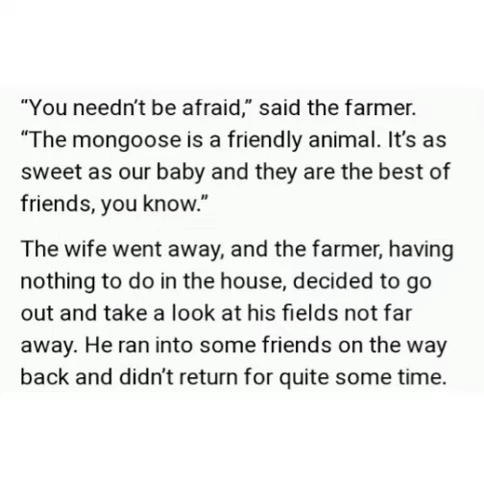 “You needn’t be afraid,” said the farmer.
“The mongoose is a friendly animal. It’s as
sweet as our baby and they are the best of
friends, you know.”
The wife went away, and the farmer, having
nothing to do in the house, decided to go
out and take a look at his fields not far
away. He ran into some friends on the way
back and didn’t return for quite some time.